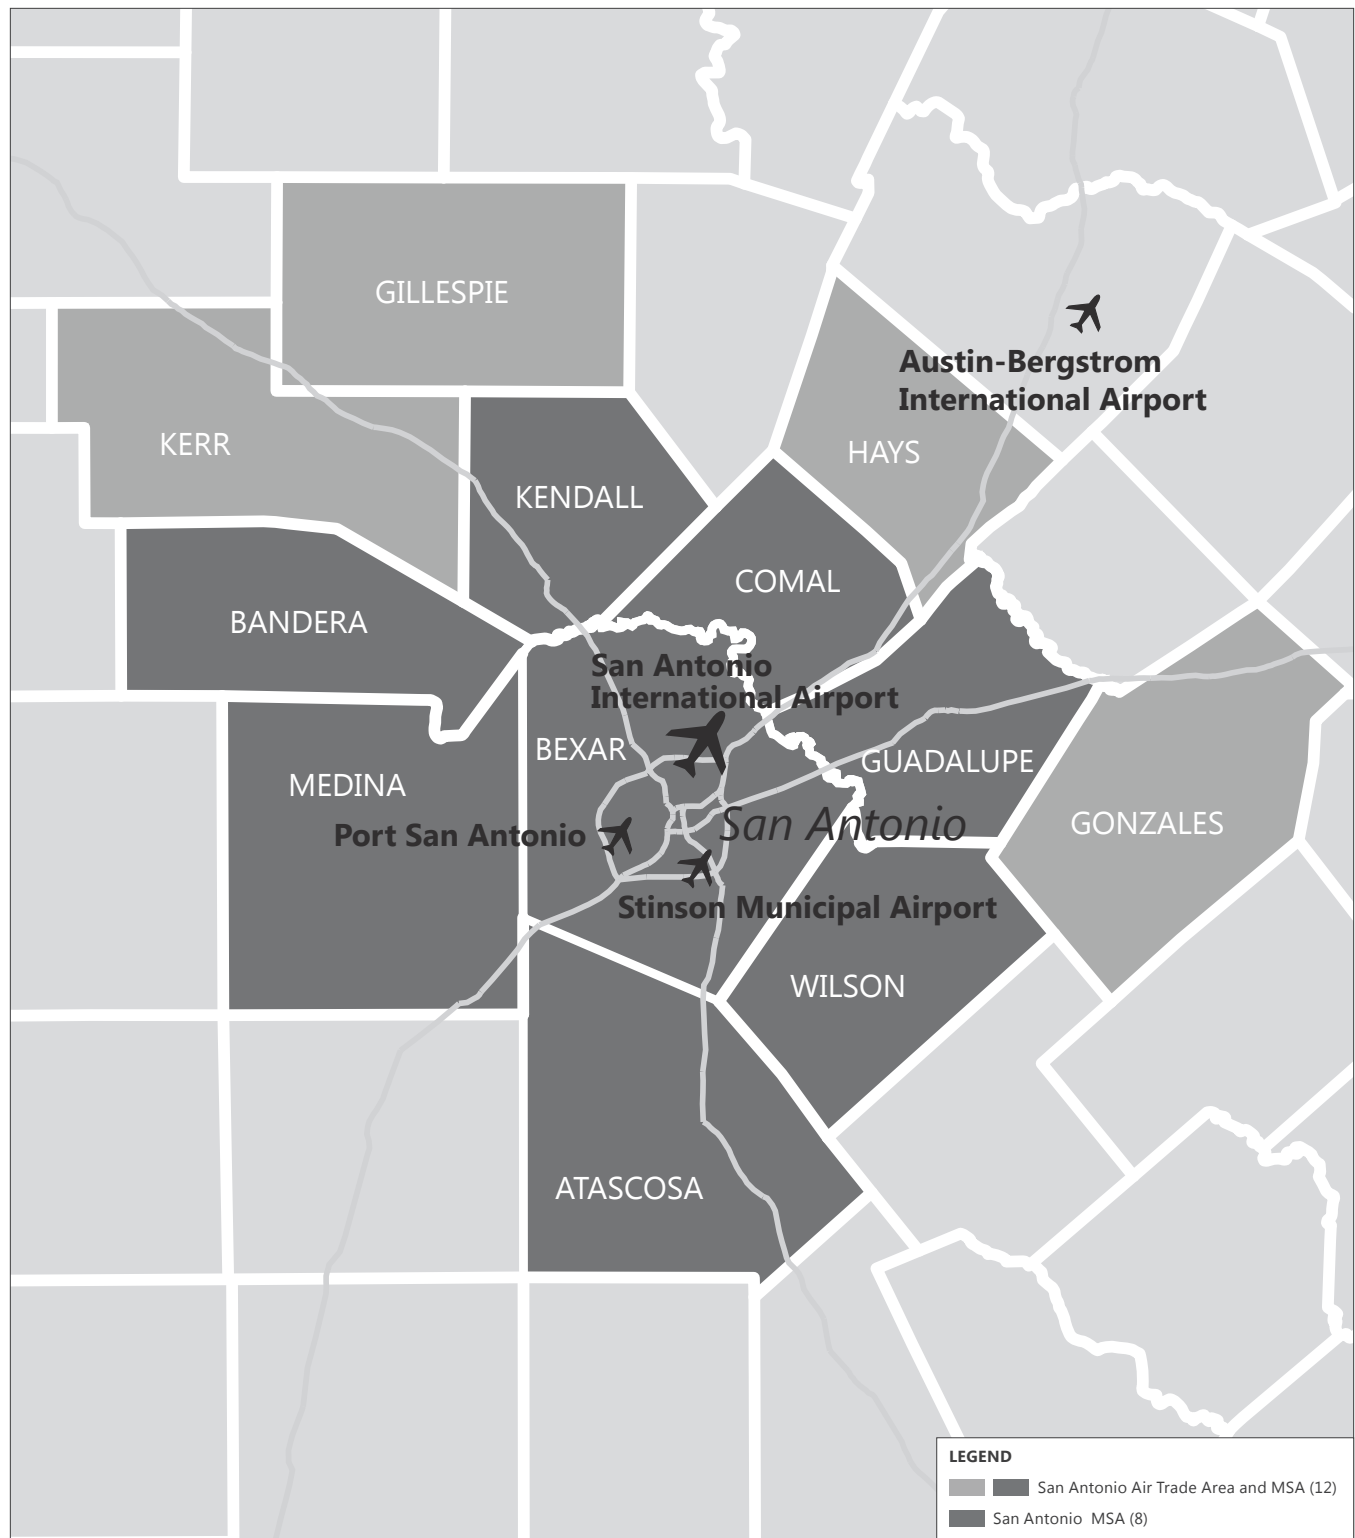 GILLESPIE
Austin-Bergstrom
International Airport
KERR
HAYS
KENDALL
COMAL
BANDERA
San Antonio
International Airport
BEXAR
GUADALUPE
MEDINA
Port San Antonio
San Antonio
GONZALES
Stinson Municipal Airport
WILSON
ATASCOSA
LEGEND
San Antonio Air Trade Area and MSA (12)
San Antonio MSA (8)